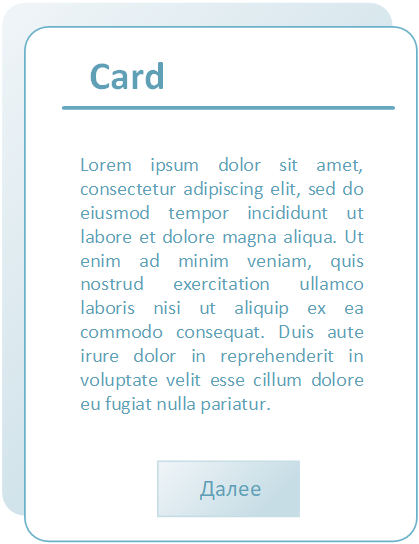 Card
Lorem ipsum dolor sit amet,
consectetur adipiscing elit, sed do
eiusmod tempor incididunt ut
labore et dolore magna aliqua. Ut
enim ad minim veniam, quis
nostrud exercitation ullamco
laboris nisi ut aliquip ex ea
commodo consequat. Duis aute
irure dolor in reprehenderit in
voluptate velit esse cillum dolore
eu fugiat nulla pariatur.
Далее